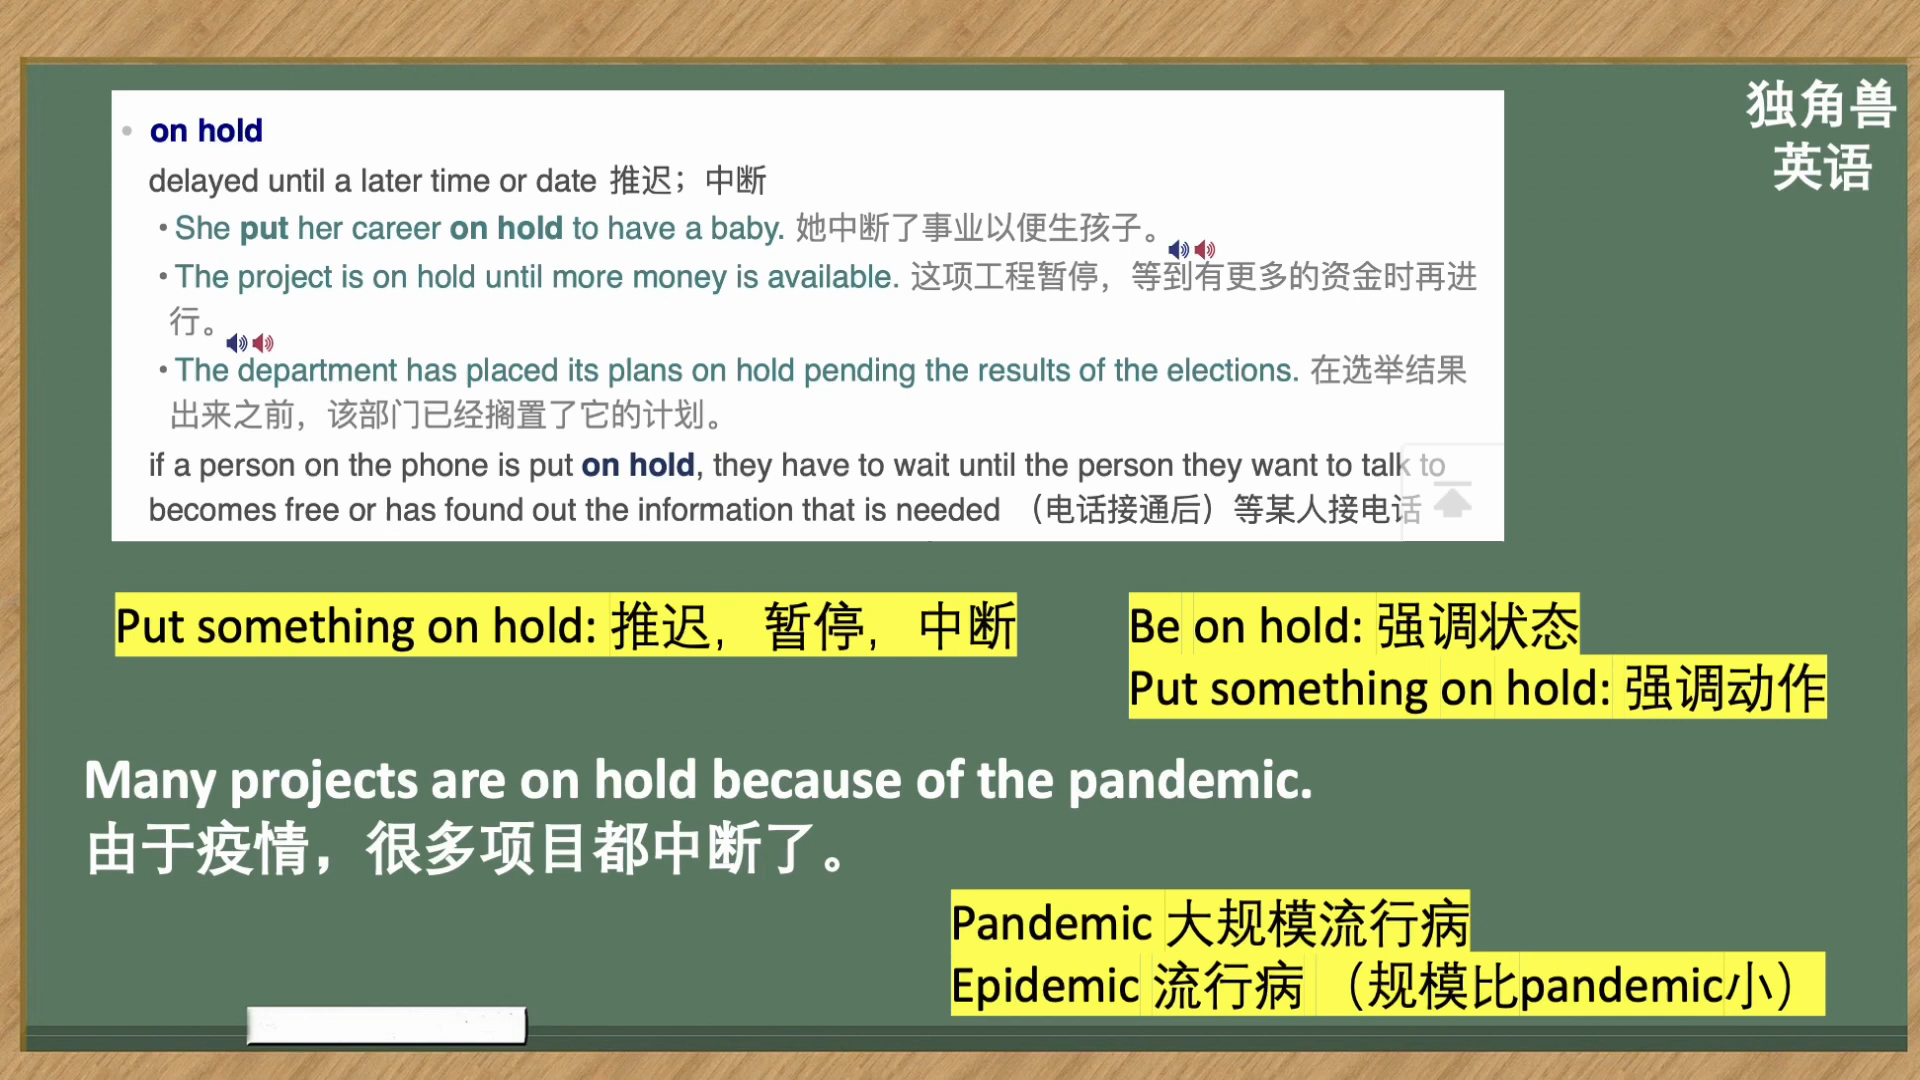 独角兽
英语
on hold
delayed until a later time or date 推迟；中断
• She put her career on hold to have a baby. 她中断了事业以便生孩子。
• The project is on hold until more money is available. 这项工程暂停，等到有更多的资金时再进
行。
• The department has placed its plans on hold pending the results of the elections. 在选举结果
出来之前，该部门已经搁置了它的计划。
if a person on the phone is put on hold, they have to wait until the person they want to talk to
becomes free or has found out the information that is needed （电话接通后）等某人接电话
Put something on hold: 推迟，暂停，中断
Be on hold: 强调状态
Put something on hold: 强调动作
Many projects are on hold because of the pandemic.
由于疫情，很多项目都中断了。
Pandemic 大规模流行病
Epidemic 流行病 （规模比pandemic小）